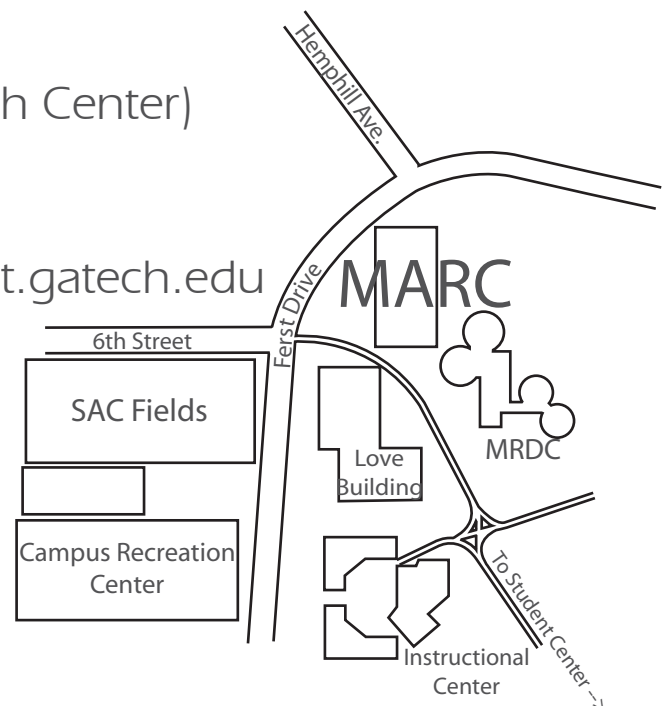 Hemphill Ave.
h Center)
t.gatech.edu
MARC
Ferst Drive
6th Street
SAC Fields
MRDC
Love
Building
Campus Recreation
Center
To Student Center -->
Instructional
Center